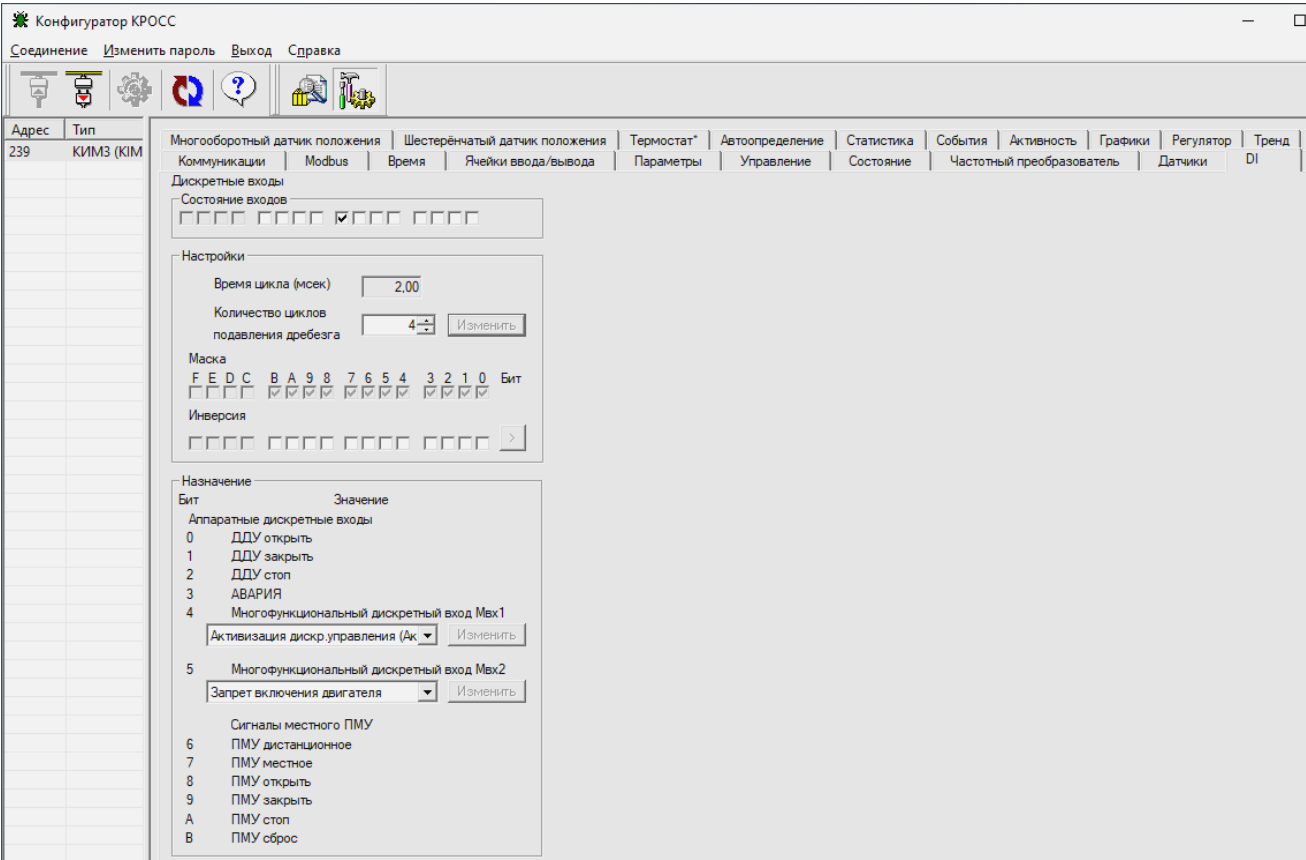 Конфигуратор КРОСС
Соединение Изменить пароль Выход Справка
Адрес Тип
239 КИМ3 (KIM
Многооборотный датчик положения Шестерёнчатый датчик положения Термостат* Автоопределение Статистика События Активность Графики Регулятор Тренд
Коммуникации Modbus Время Ячейки ввода/вывода Параметры Управление Состояние Частотный преобразователь Датчики DI
Дискретные входы
Состояние входов
Настройки
Время цикла (мсек) 2,00
Количество циклов
подавления дребезга 4 Изменить
Маска
F E D C B A 9 8 7 6 5 4 3 2 1 0 Бит
Инверсия
>
Назначение
Бит Значение
Аппаратные дискретные входы
0 ДДУ открыть
1 ДДУ закрыть
2 ДДУ стоп
3 АВАРИЯ
4 Многофункциональный дискретный вход Мвх1
Активизация дискр.управления (Ак Изменить
5 Многофункциональный дискретный вход Мвх2
Запрет включения двигателя Изменить
Сигналы местного ПМУ
6 ПМУ дистанционное
7 ПМУ местное
8 ПМУ открыть
9 ПМУ закрыть
A ПМУ стоп
B ПМУ сброс